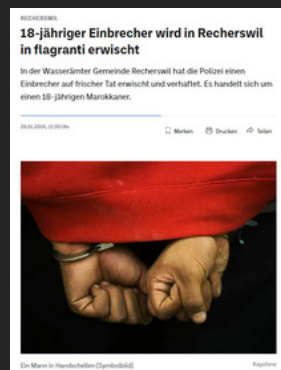 RECHERSWIL
18-jähriger Einbrecher wird in Recherswil
in flagranti erwischt
In der Wasserämter Gemeinde Recherswil hat die Polizei einen
Einbrecher auf frischer Tat erwischt und verhaftet. Es handelt sich um
einen 18-jährigen Marokkaner.
Merken Drucken Teilen
Ein Mann in Handschellen (Symbolbild) Keystone